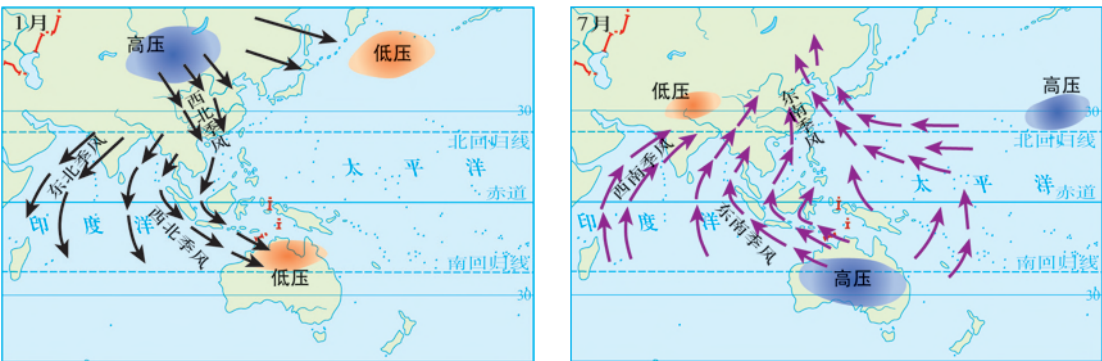 1月
高压
低压
西北季风
30
北回归线
东北季风
太平洋
赤道
印度洋
西北季风
南回归线
低压
30
7月
低压
高压
东南季风
30
北回归线
西南季风
太平洋
赤道
印度洋
东南季风
南回归线
高压
30